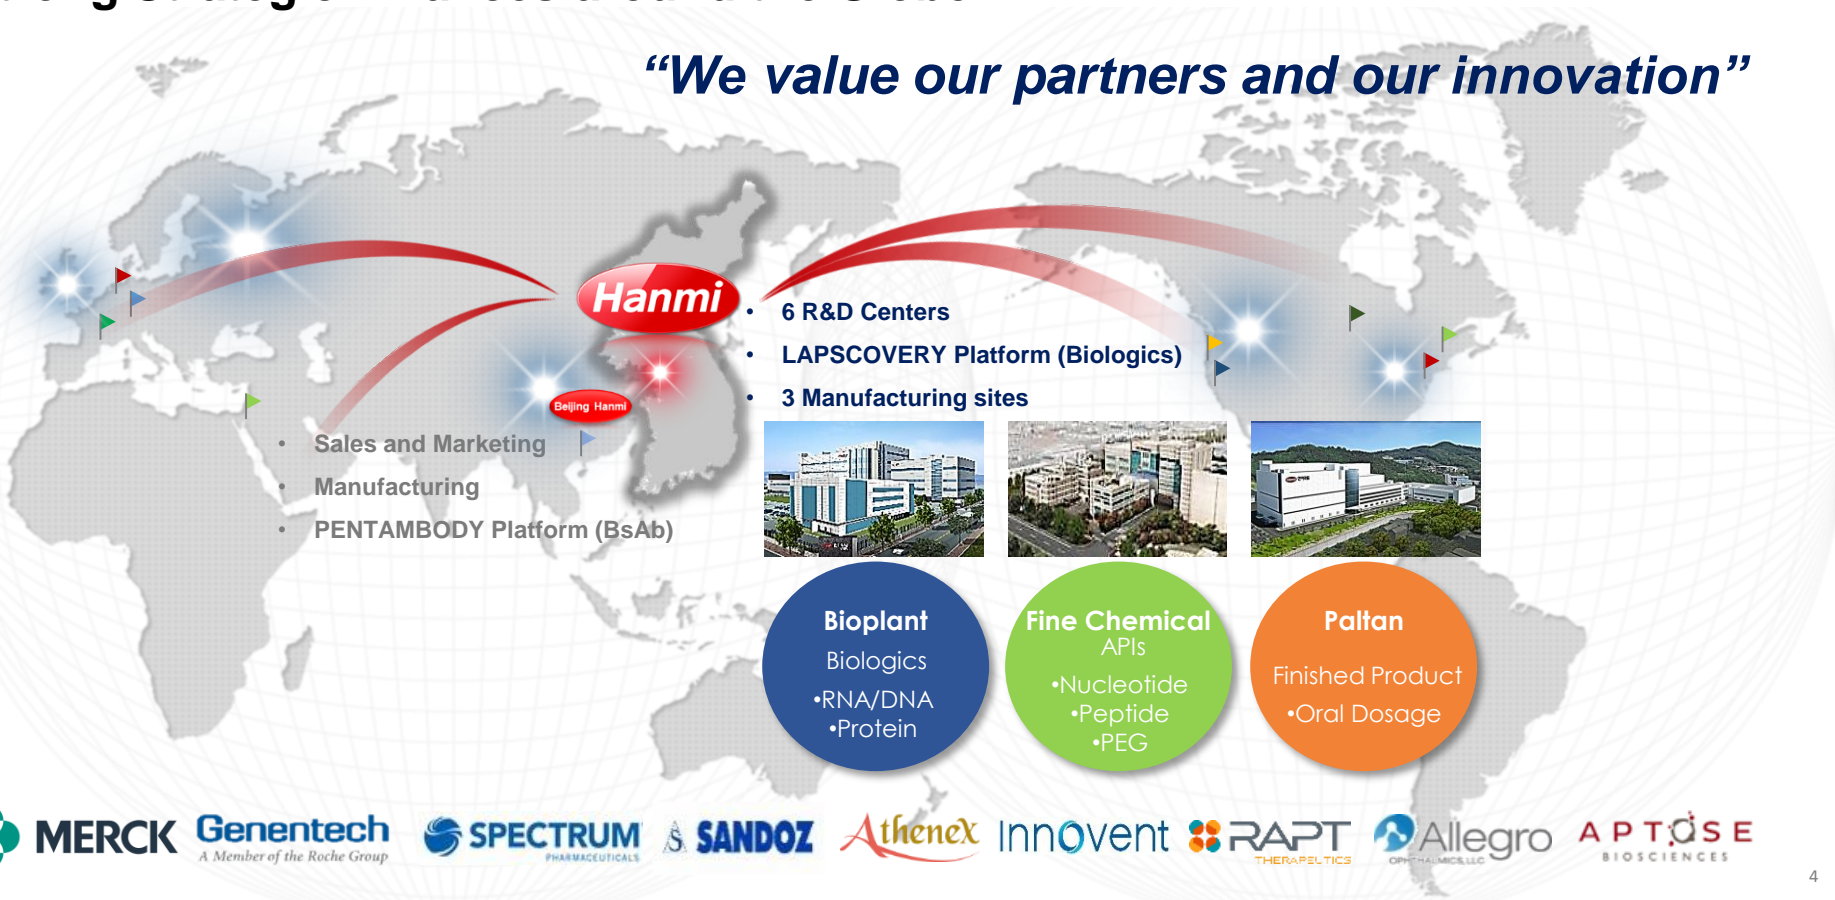 “We value our partners and our innovation”
Hanmi
• 6 R&D Centers
• LAPSCOVERY Platform (Biologics)
• 3 Manufacturing sites
Beijing Hanmi
• Sales and Marketing
• Manufacturing
• PENTAMBODY Platform (BsAb)
Bioplant
Biologics
•RNA/DNA
•Protein
Fine Chemical
APIs
•Nucleotide
•Peptide
•PEG
Paltan
Finished Product
•Oral Dosage
MERCK
Genentech
A Member of the Roche Group
SPECTRUM
PHARMACEUTICALS
SANDOZ
Athenex
Innovent
RAPT
THERAPEUTICS
Allegro
OPHTHALMICS, LLC
APTOSE
BIOSCIENCES
4